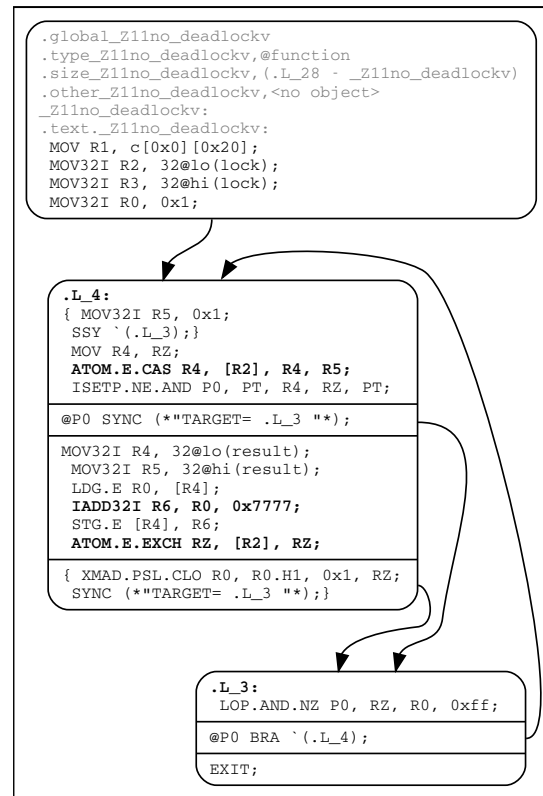 .global_Z11no_deadlockv
.type_Z11no_deadlockv,@function
.size_Z11no_deadlockv,(.L_28 - _Z11no_deadlockv)
.other_Z11no_deadlockv,<no object>
_Z11no_deadlockv:
.text._Z11no_deadlockv:
MOV R1, c[0x0][0x20];
MOV32I R2, 32@lo(lock);
MOV32I R3, 32@hi(lock);
MOV32I R0, 0x1;
.L_4:
{ MOV32I R5, 0x1;
SSY `(.L_3);}
MOV R4, RZ;
ATOM.E.CAS R4, [R2], R4, R5;
ISETP.NE.AND P0, PT, R4, RZ, PT;
@P0 SYNC (*"TARGET= .L_3 "*);
MOV32I R4, 32@lo(result);
MOV32I R5, 32@hi(result);
LDG.E R0, [R4];
IADD32I R6, R0, 0x7777;
STG.E [R4], R6;
ATOM.E.EXCH RZ, [R2], RZ;
{ XMAD.PSL.CLO R0, R0.H1, 0x1, RZ;
SYNC (*"TARGET= .L_3 "*);}
.L_3:
LOP.AND.NZ P0, RZ, R0, 0xff;
@P0 BRA `(.L_4);
EXIT;